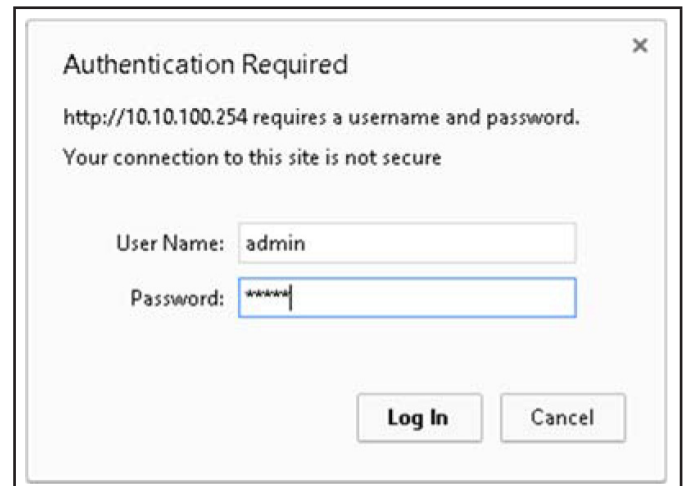 Authentication Required
×
http://10.10.100.254 requires a username and password.
Your connection to this site is not secure
User Name: admin
Password: *****
Log In Cancel